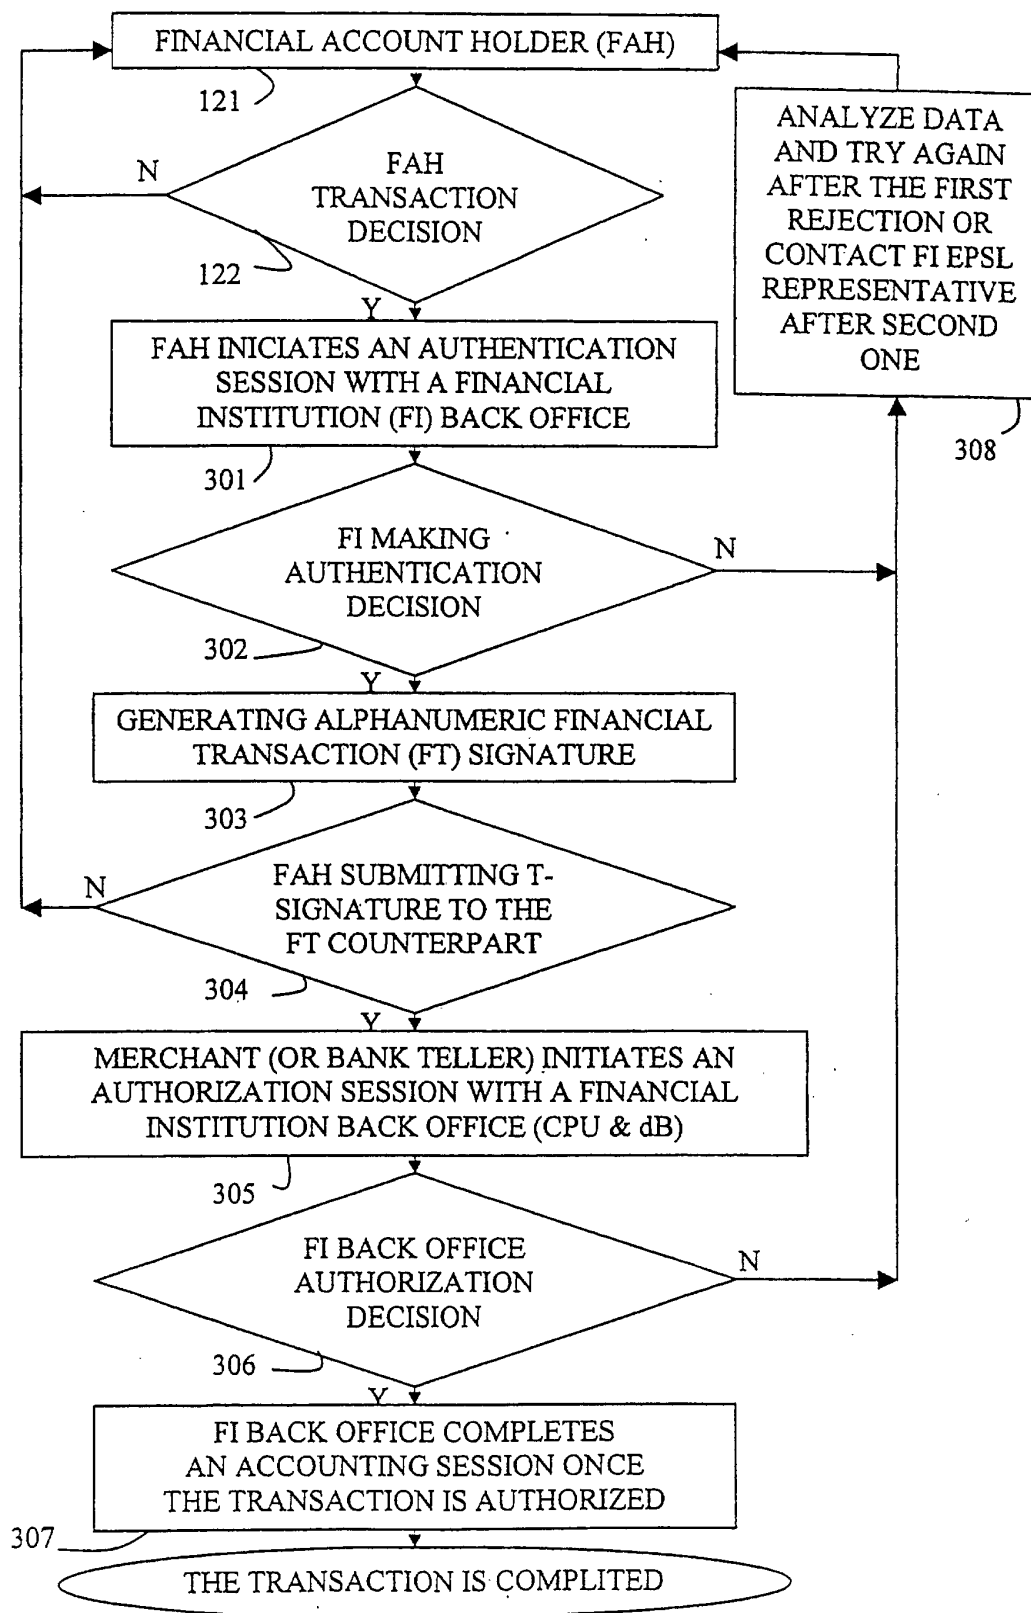 FINANCIAL ACCOUNT HOLDER (FAH)
121
ANALYZE DATA
AND TRY AGAIN
AFTER THE FIRST
REJECTION OR
CONTACT FI EPSL
REPRESENTATIVE
AFTER SECOND
ONE
308
N
FAH
TRANSACTION
DECISION
122
Y
FAH INICIATES AN AUTHENTICATION
SESSION WITH A FINANCIAL
INSTITUTION (FI) BACK OFFICE
301
FI MAKING
AUTHENTICATION
DECISION
N
302
Y
GENERATING ALPHANUMERIC FINANCIAL
TRANSACTION (FT) SIGNATURE
303
N
FAH SUBMITTING T-
SIGNATURE TO THE
FT COUNTERPART
304
Y
MERCHANT (OR BANK TELLER) INITIATES AN
AUTHORIZATION SESSION WITH A FINANCIAL
INSTITUTION BACK OFFICE (CPU & dB)
305
FI BACK OFFICE
AUTHORIZATION
DECISION
N
306
Y
FI BACK OFFICE COMPLETES
AN ACCOUNTING SESSION ONCE
THE TRANSACTION IS AUTHORIZED
307
THE TRANSACTION IS COMPLITED